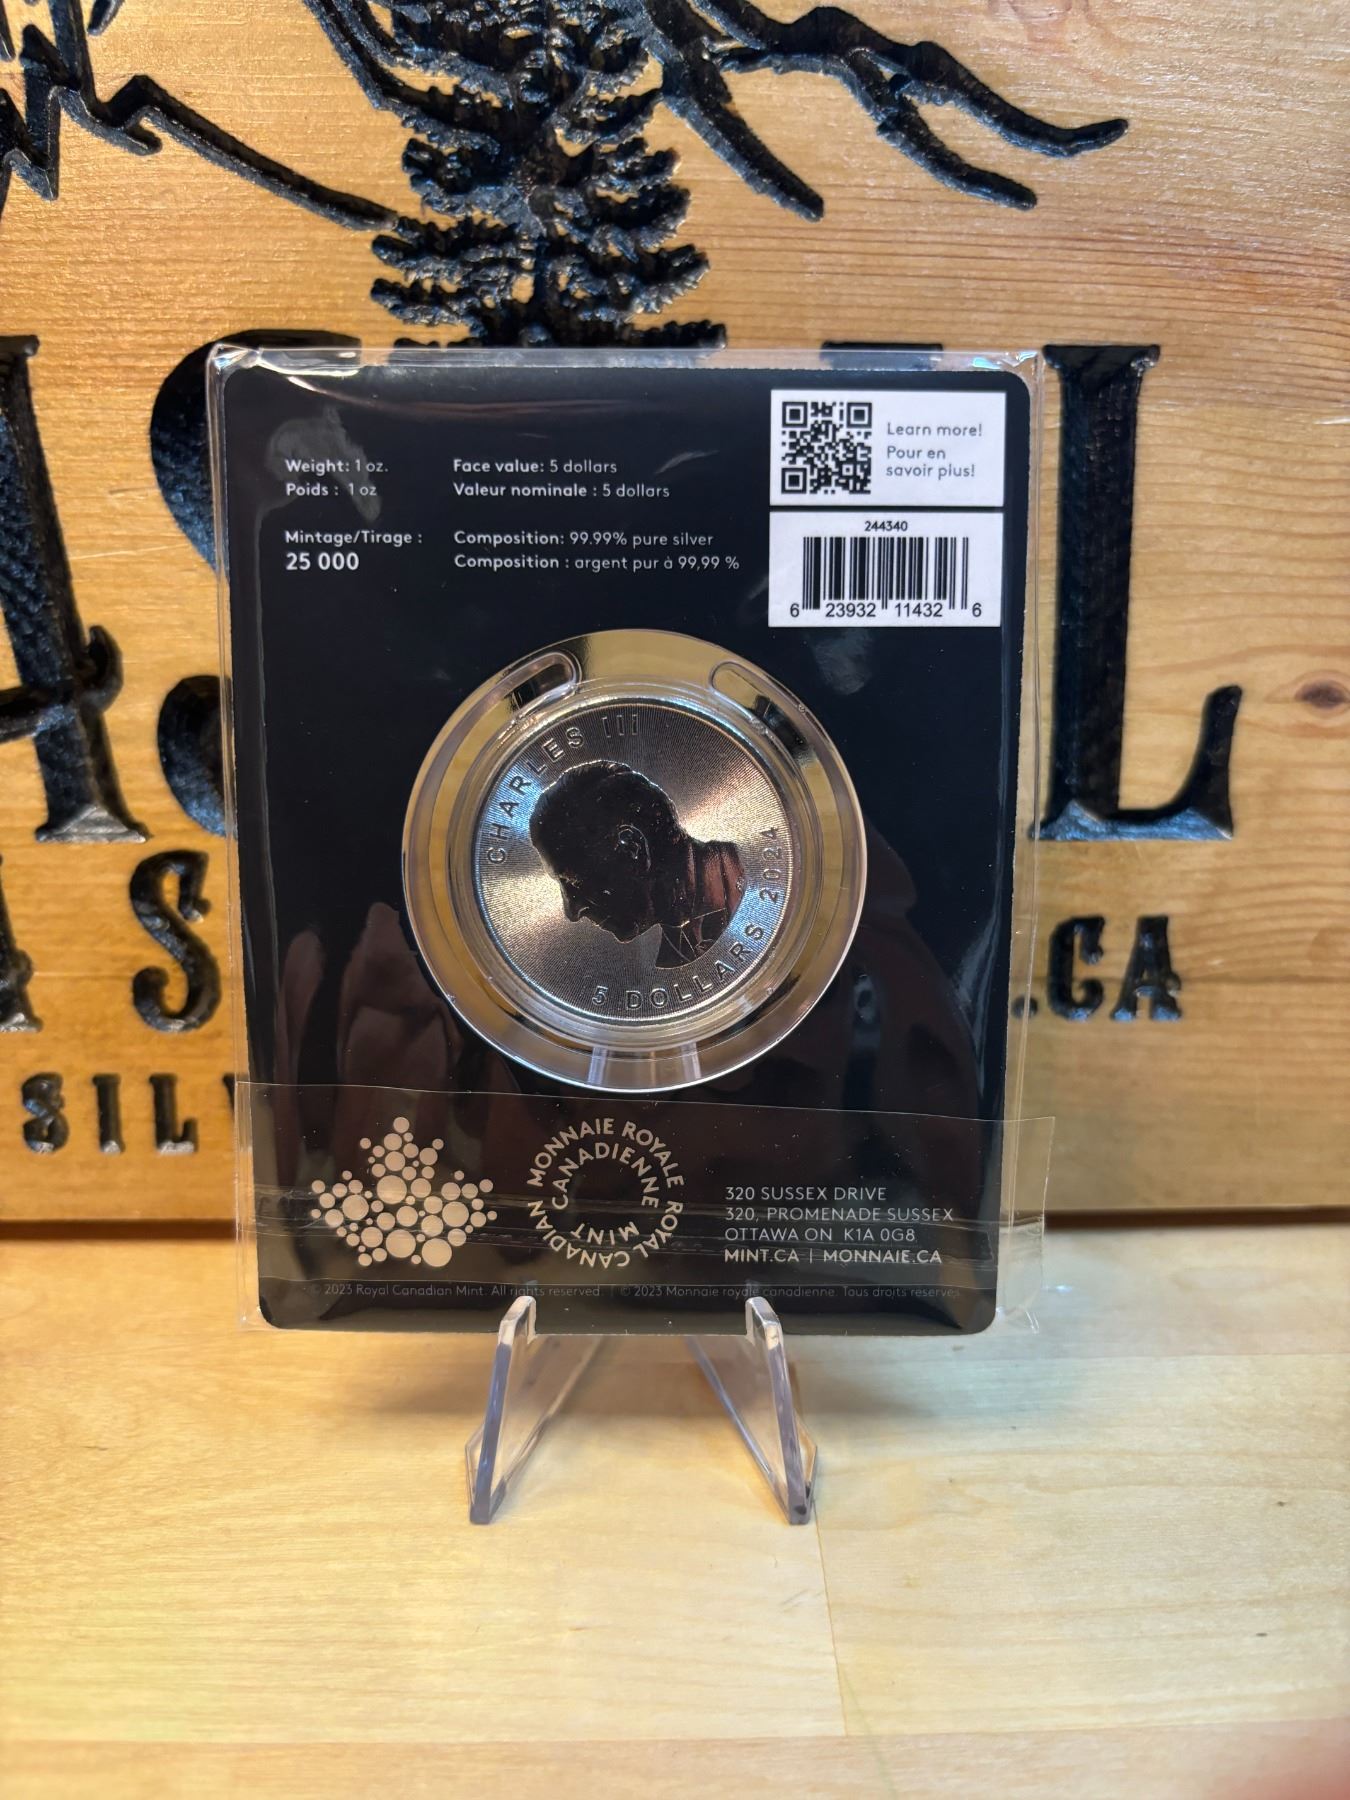 Weight: 1 oz.
Poids : 1 oz
Face value: 5 dollars
Valeur nominale : 5 dollars
Mintage/Tirage :
25 000
Composition: 99.99% pure silver
Composition : argent pur à 99,99 %
Learn more!
Pour en
savoir plus!
244340
6 23932 11432 6
CHARLES III
5 DOLLARS 2024
MONNAIE ROYALE
CANADIENNE
ROYAL CANADIAN
MINT
320 SUSSEX DRIVE
320, PROMENADE SUSSEX
OTTAWA ON K1A 0G8
MINT.CA | MONNAIE.CA
© 2023 Royal Canadian Mint. All rights reserved. | © 2023 Monnaie royale canadienne. Tous droits réservés.
.CA